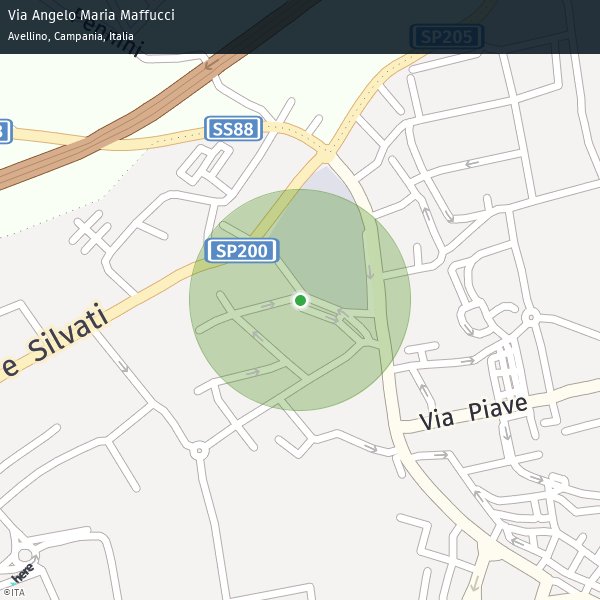 Via Angelo Maria Maffucci
Avellino, Campania, Italia
SP205
SS88
SP200
e Silvati
Via Piave
here
©ITA